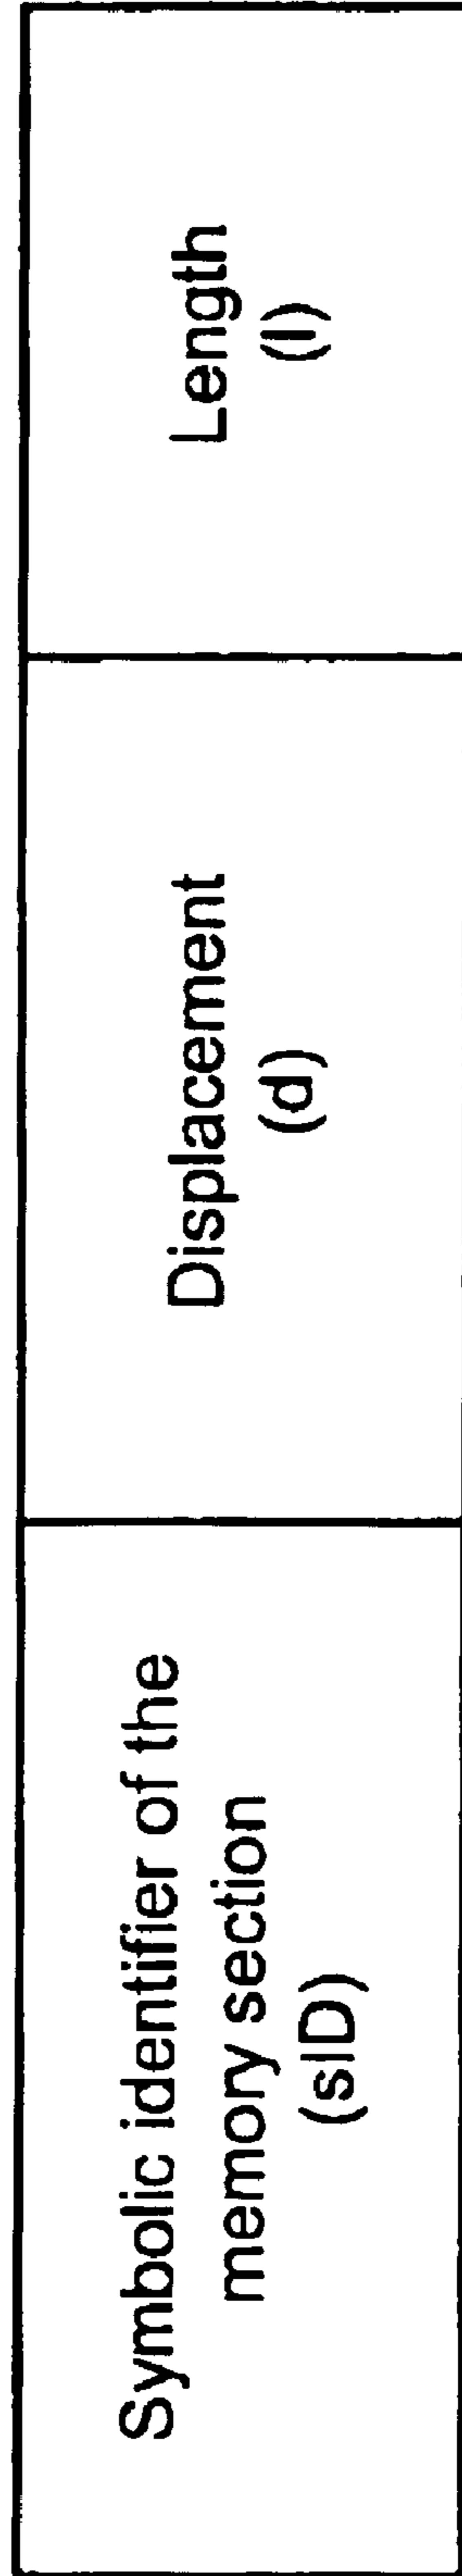 Symbolic identifier of the
memory section
(sID)
Displacement
(d)
Length
(l)